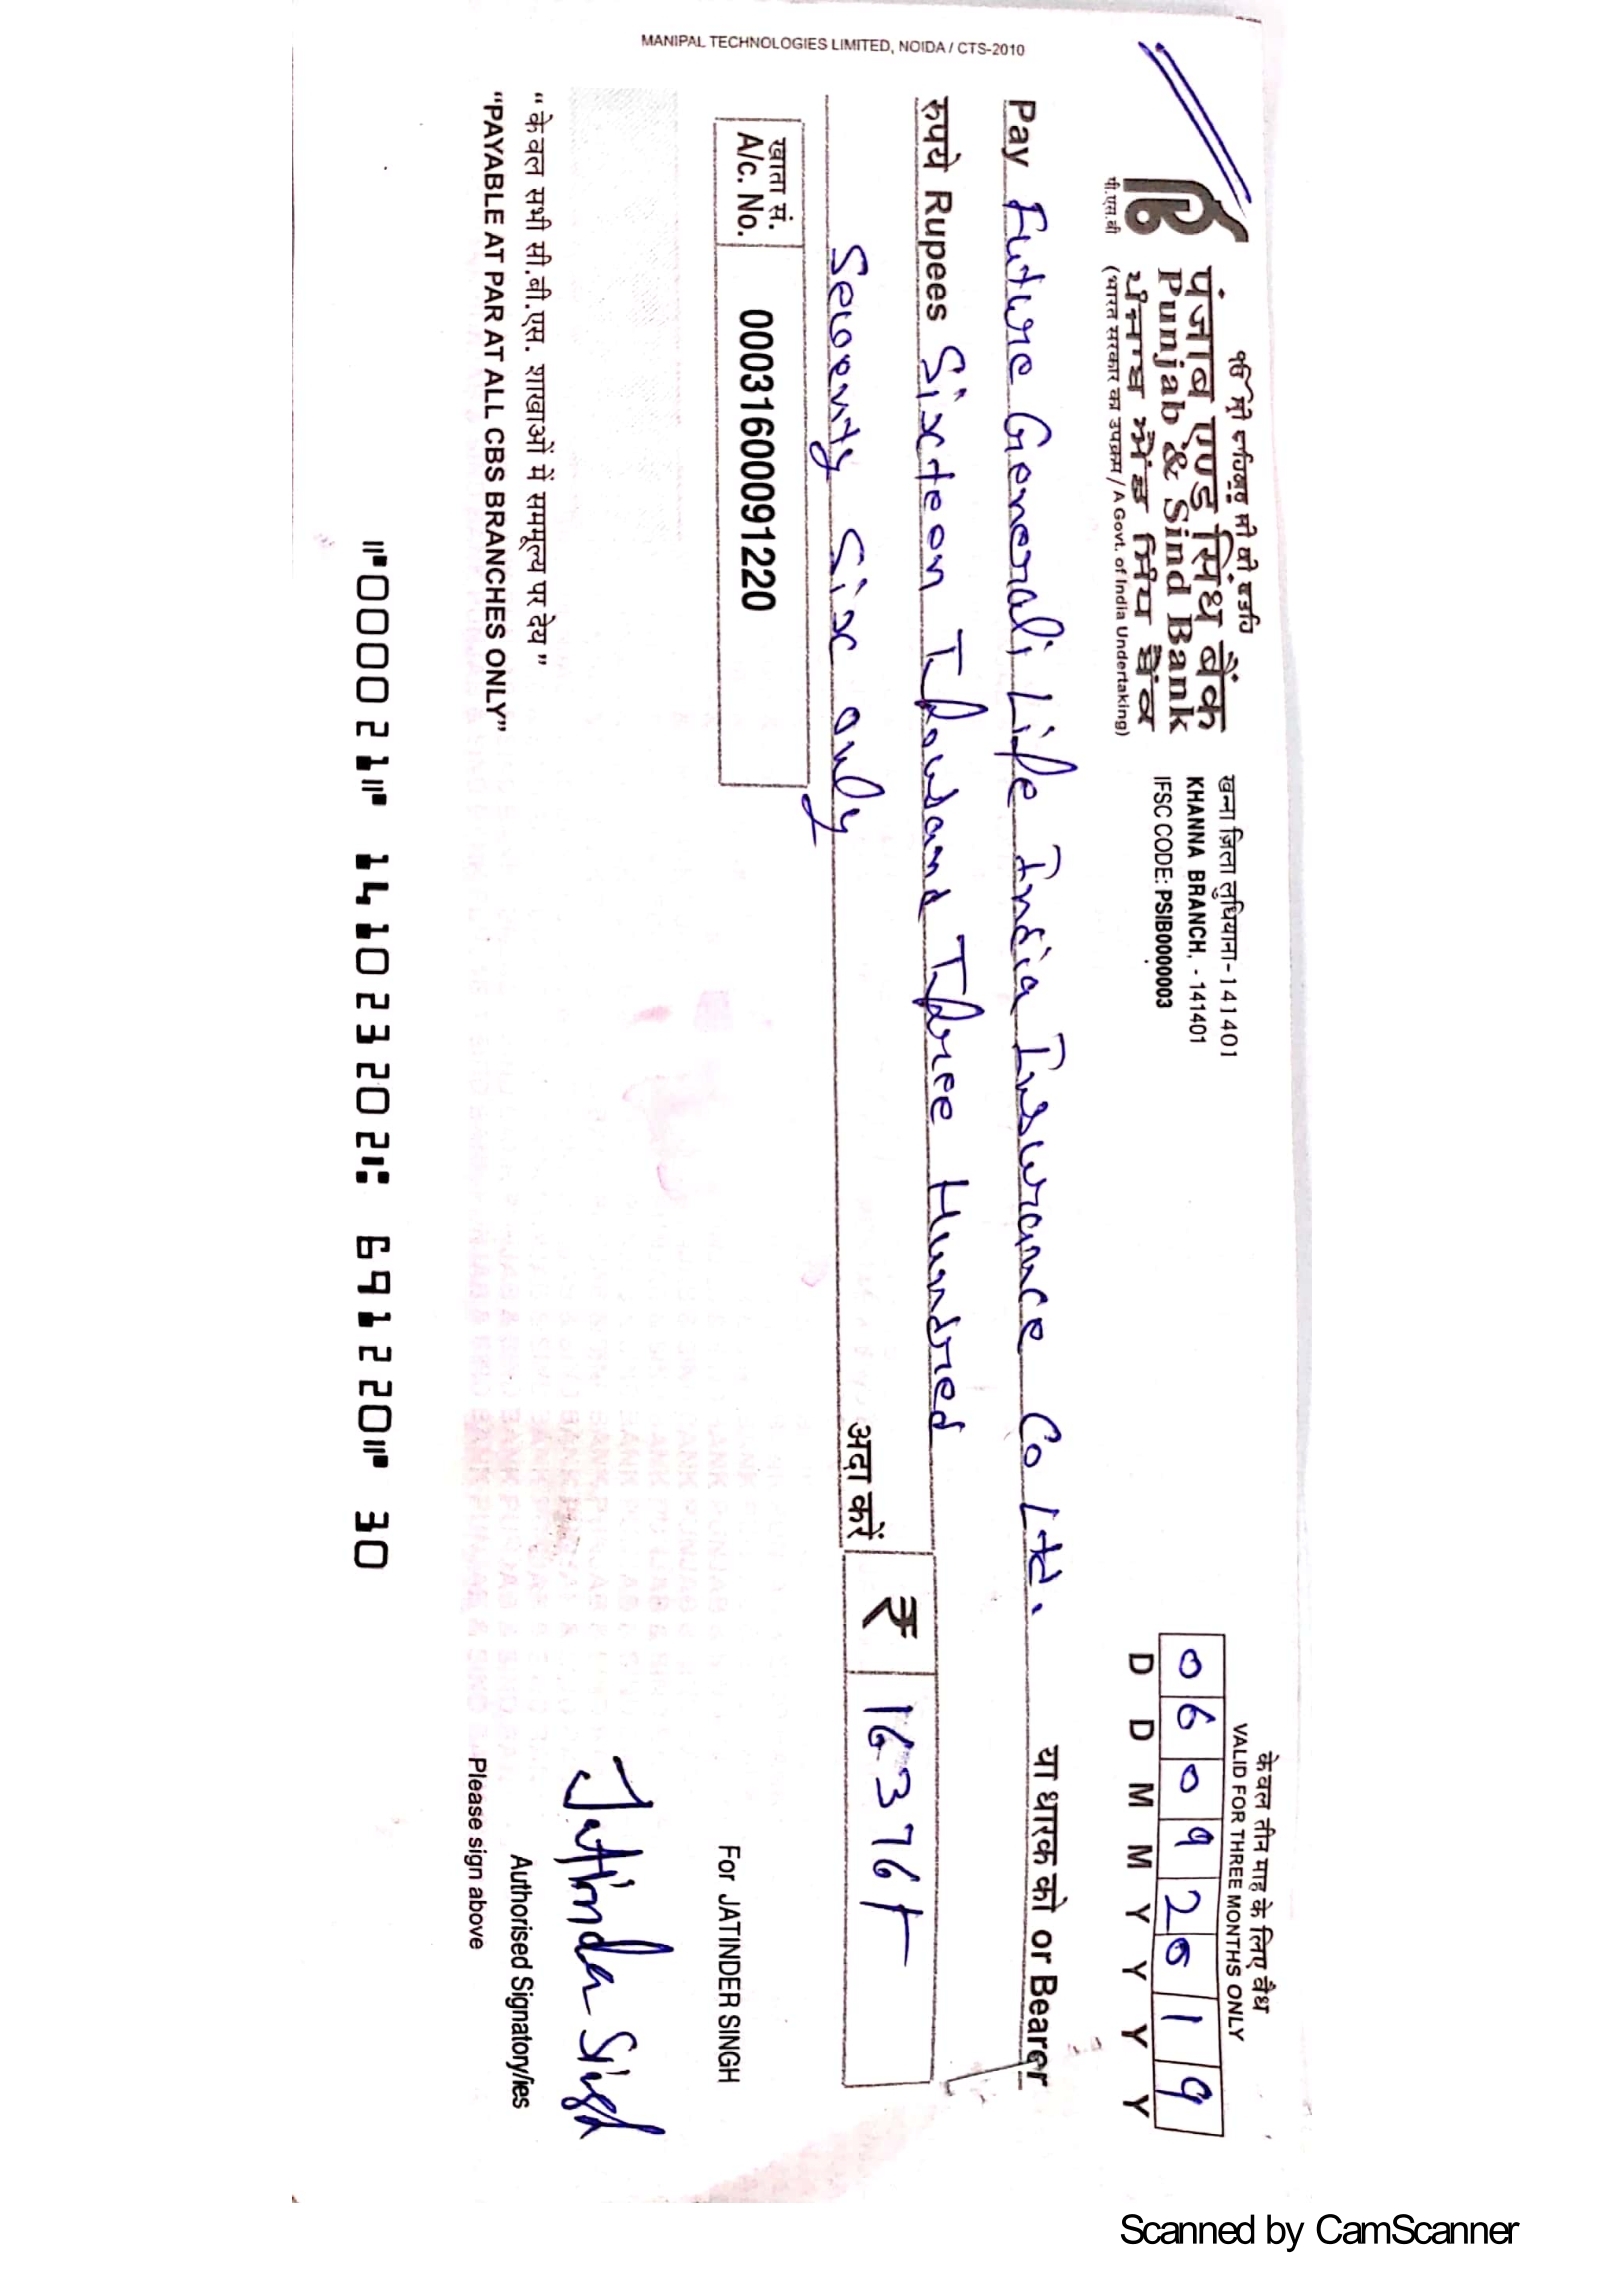 ੴ ਸ੍ਰੀ ਵਾਹਿਗੁਰੂ ਜੀ ਕੀ ਫਤਹਿ
पंजाब एण्ड सिंध बैंक
Punjab & Sind Bank
ਪੰਜਾਬ ਐਂਡ ਸਿੰਧ ਬੈਂਕ
(भारत सरकार का उपक्रम / A Govt. of India Undertaking)
पी.एस.बी
खन्ना ज़िला लुधियाना-141401
KHANNA BRANCH, - 141401
IFSC CODE: PSIB0000003
केवल तीन माह के लिए वैध
VALID FOR THREE MONTHS ONLY
0 6 0 9 2 0 1 9
D D M M Y Y Y Y
Pay Future Generali Life India Insurance Co Ltd. या धारक को or Bearer
रुपये Rupees Sixteen Thousand Three Hundred
Seventy Six only अदा करें
₹ 16376/-
खाता सं.
A/c. No. 00031600091220
For JATINDER SINGH
Jatinder Singh
Authorised Signatory/ies
Please sign above
"केवल सभी सी.बी.एस. शाखाओं में सममूल्य पर देय"
"PAYABLE AT PAR AT ALL CBS BRANCHES ONLY"
MANIPAL TECHNOLOGIES LIMITED, NOIDA / CTS-2010
⑈000021⑈ 141023202⑆ 691220⑈ 30
Scanned by CamScanner